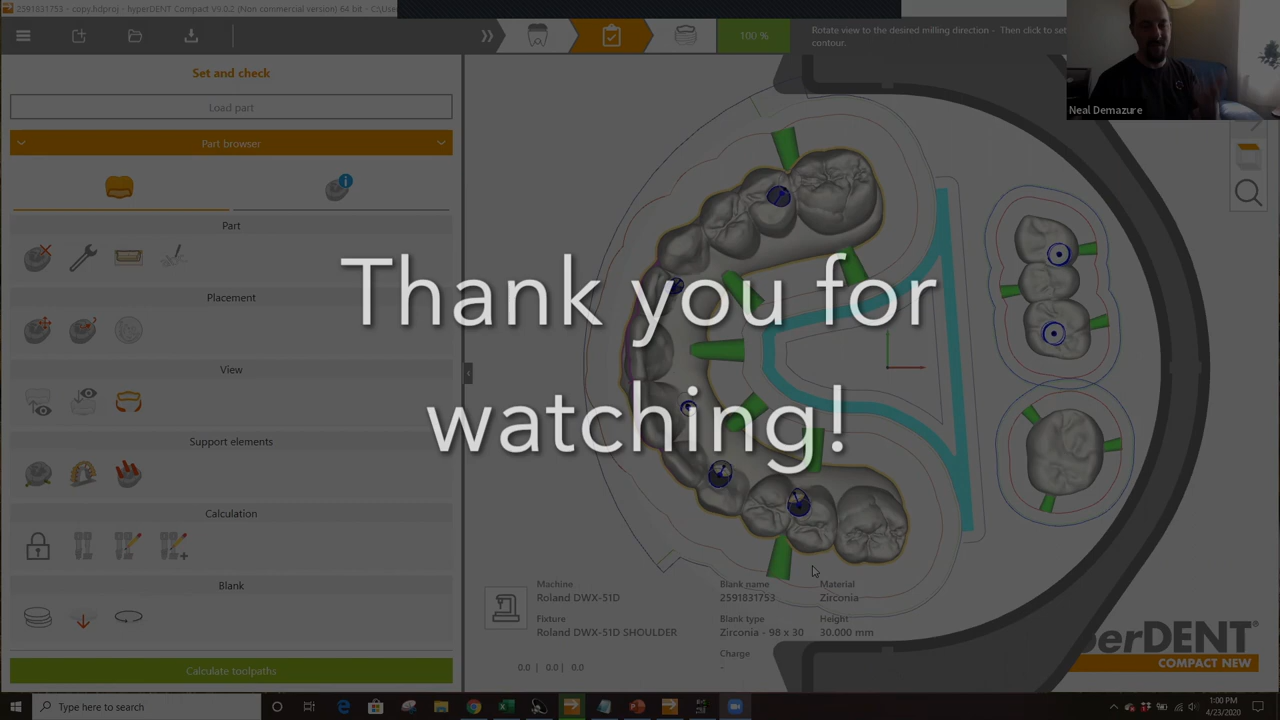 2591831753 - copy.hdproj - hyperDENT Compact V9.0.2 (Non commercial version) 64 bit - C:\Use
100 %
Rotate view to the desired milling direction - Then click to set
contour.
Neal Demazure
Set and check
Load part
Part browser
Part
Placement
View
Support elements
Calculation
Blank
Calculate toolpaths
Thank you for
watching!
Machine
Roland DWX-51D
Fixture
Roland DWX-51D SHOULDER
0.0 | 0.0 | 0.0
Blank name
2591831753
Blank type
Zirconia - 98 x 30
Charge
-
Material
Zirconia
Height
30.000 mm
perDENT®
COMPACT NEW
Type here to search
1:00 PM
4/23/2020